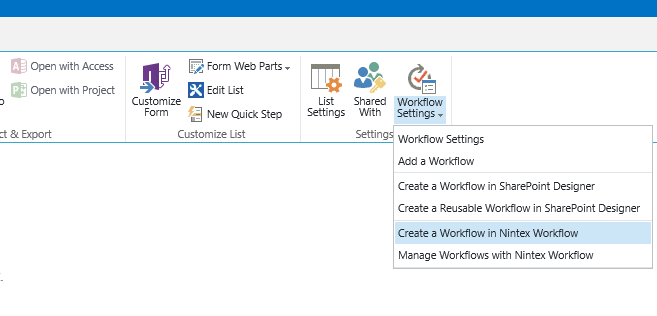 Open with Access
Open with Project
Customize
Form
Form Web Parts
Edit List
New Quick Step
List
Settings
Shared
With
Workflow
Settings
ct & Export
Customize List
Settings
Workflow Settings
Add a Workflow
Create a Workflow in SharePoint Designer
Create a Reusable Workflow in SharePoint Designer
Create a Workflow in Nintex Workflow
Manage Workflows with Nintex Workflow